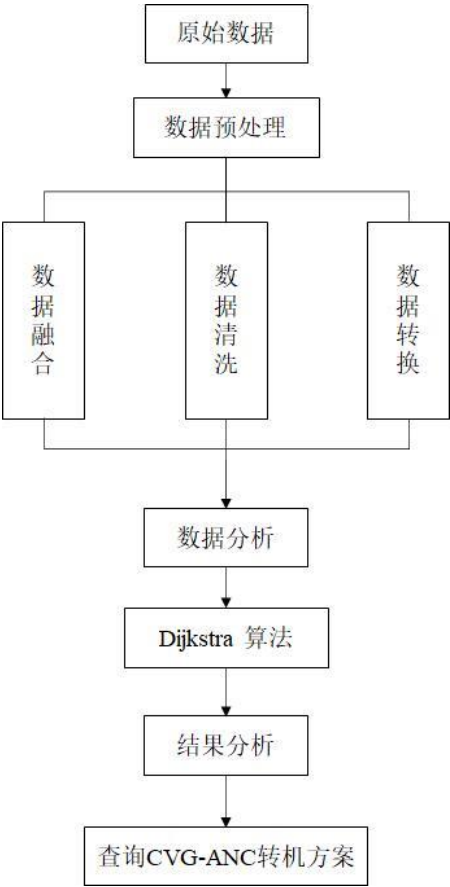 原始数据
数据预处理
数据融合
数据清洗
数据转换
数据分析
Dijkstra 算法
结果分析
查询CVG-ANC转机方案